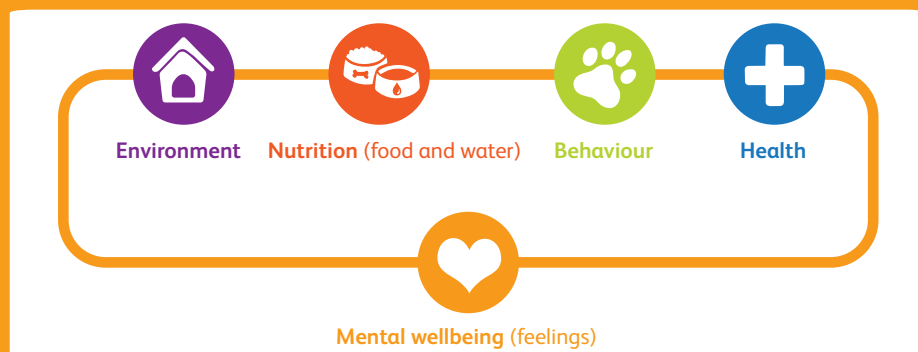 Environment
Nutrition (food and water)
Behaviour
Health
Mental wellbeing (feelings)